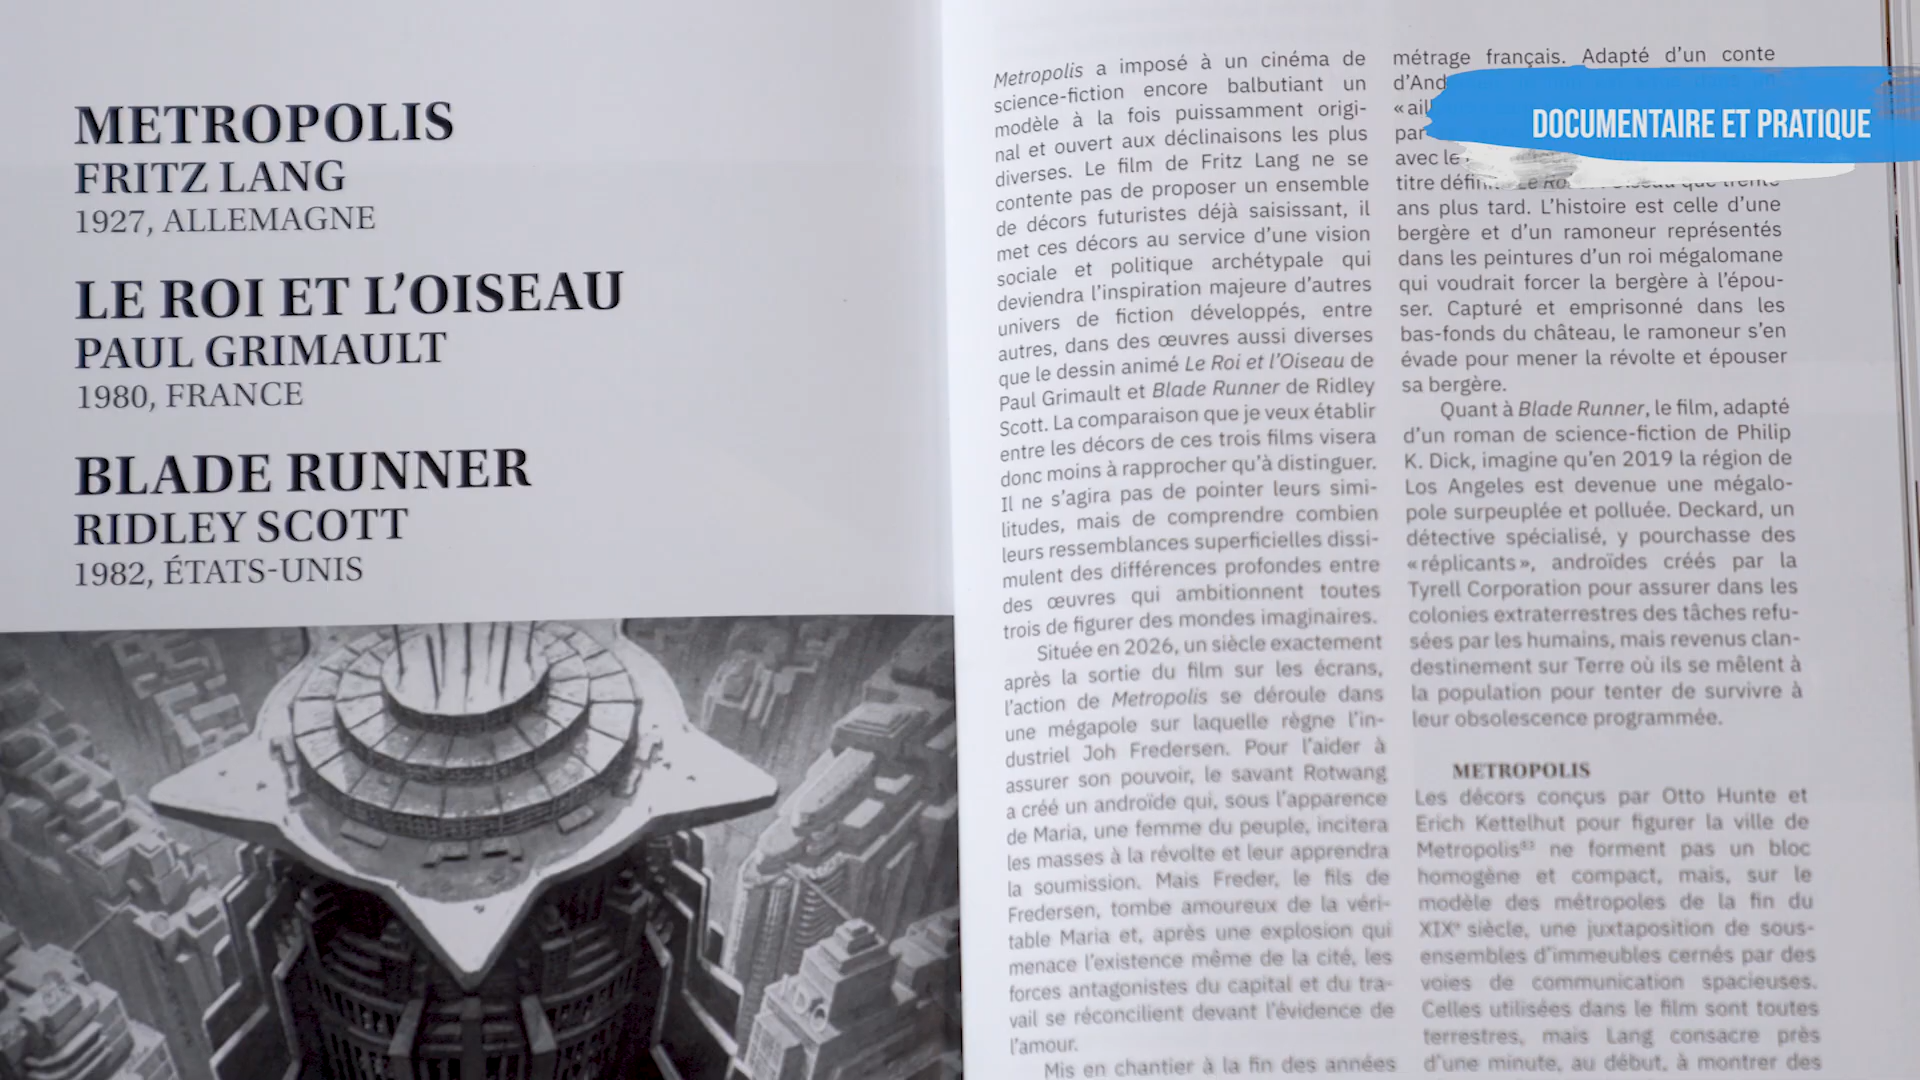 METROPOLIS
FRITZ LANG
1927, ALLEMAGNE
LE ROI ET L'OISEAU
PAUL GRIMAULT
1980, FRANCE
BLADE RUNNER
RIDLEY SCOTT
1982, ÉTATS-UNIS
Metropolis a imposé à un cinéma de
science-fiction encore balbutiant un
modèle à la fois puissamment origi-
nal et ouvert aux déclinaisons les plus
diverses. Le film de Fritz Lang ne se
contente pas de proposer un ensemble
de décors futuristes déjà saisissant, il
met ces décors au service d'une vision
sociale et politique archétypale qui
deviendra l'inspiration majeure d'autres
univers de fiction développés, entre
autres, dans des œuvres aussi diverses
que le dessin animé Le Roi et l'Oiseau de
Paul Grimault et Blade Runner de Ridley
Scott. La comparaison que je veux établir
entre les décors de ces trois films visera
donc moins à rapprocher qu'à distinguer.
Il ne s'agira pas de pointer leurs simi-
litudes, mais de comprendre combien
leurs ressemblances superficielles dissi-
mulent des différences profondes entre
des œuvres qui ambitionnent toutes
trois de figurer des mondes imaginaires.
Située en 2026, un siècle exactement
après la sortie du film sur les écrans,
l'action de Metropolis se déroule dans
une mégapole sur laquelle règne l'in-
dustriel Joh Fredersen. Pour l'aider à
assurer son pouvoir, le savant Rotwang
a créé un androïde qui, sous l'apparence
de Maria, une femme du peuple, incitera
les masses à la révolte et leur apprendra
la soumission. Mais Freder, le fils de
Fredersen, tombe amoureux de la véri-
table Maria et, après une explosion qui
menace l'existence même de la cité, les
forces antagonistes du capital et du tra-
vail se réconcilient devant l'évidence de
l'amour.
Mis en chantier à la fin des années
métrage français. Adapté d'un conte
d'And
«ail
par
avec le
titre
ans plus tard. L'histoire est celle d'une
bergère et d'un ramoneur représentés
dans les peintures d'un roi mégalomane
qui voudrait forcer la bergère à l'épou-
ser. Capturé et emprisonné dans les
bas-fonds du château, le ramoneur s'en
évade pour mener la révolte et épouser
sa bergère.
Quant à Blade Runner, le film, adapté
d'un roman de science-fiction de Philip
K. Dick, imagine qu'en 2019 la région de
Los Angeles est devenue une mégalo-
pole surpeuplée et polluée. Deckard, un
détective spécialisé, y pourchasse des
«réplicants», androïdes créés par la
Tyrell Corporation pour assurer dans les
colonies extraterrestres des tâches refu-
sées par les humains, mais revenus clan-
destinement sur Terre où ils se mêlent à
la population pour tenter de survivre à
leur obsolescence programmée.
METROPOLIS
Les décors conçus par Otto Hunte et
Erich Kettelhut pour figurer la ville de
Metropolis⁸³ ne forment pas un bloc
homogène et compact, mais, sur le
modèle des métropoles de la fin du
XIXᵉ siècle, une juxtaposition de sous-
ensembles d'immeubles cernés par des
voies de communication spacieuses.
Celles utilisées dans le film sont toutes
terrestres, mais Lang consacre près
d'une minute, au début, à montrer des
DOCUMENTAIRE ET PRATIQUE